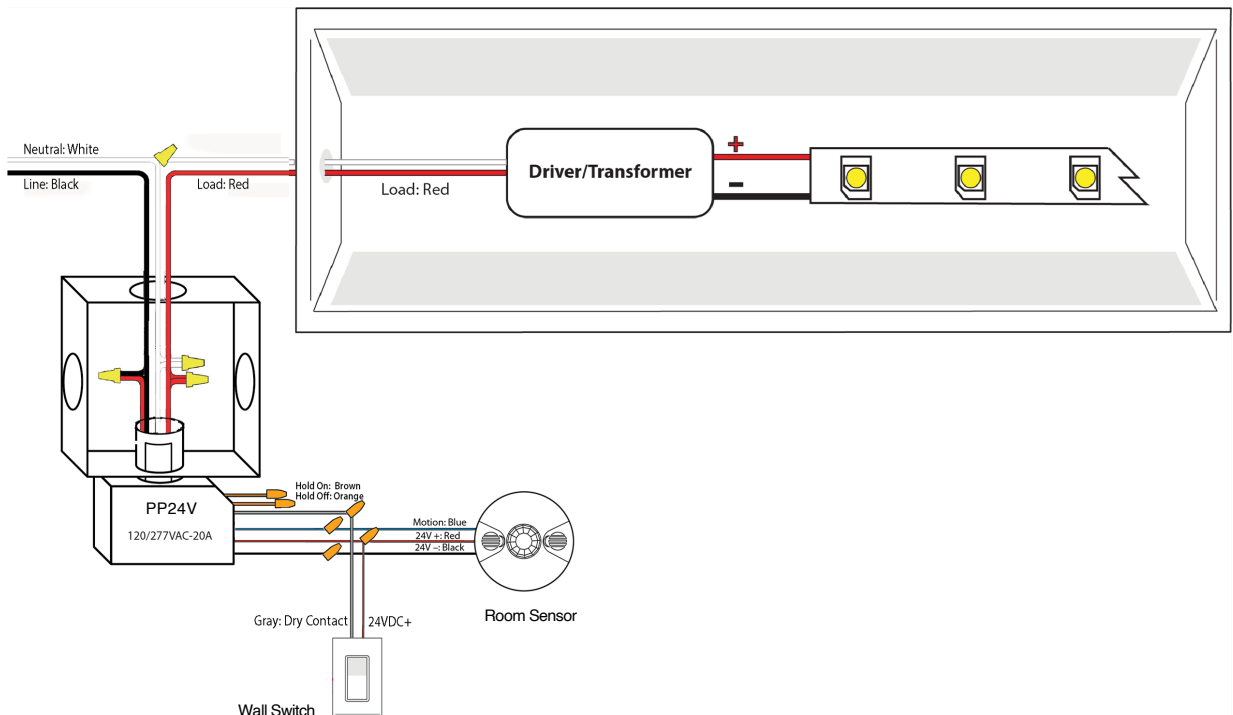 Neutral: White
Line: Black
Load: Red
Load: Red
Driver/Transformer
+
−
PP24V
120/277VAC-20A
Hold On: Brown
Hold Off: Orange
Motion: Blue
24V +: Red
24V −: Black
Room Sensor
Gray: Dry Contact
24VDC+
Wall Switch